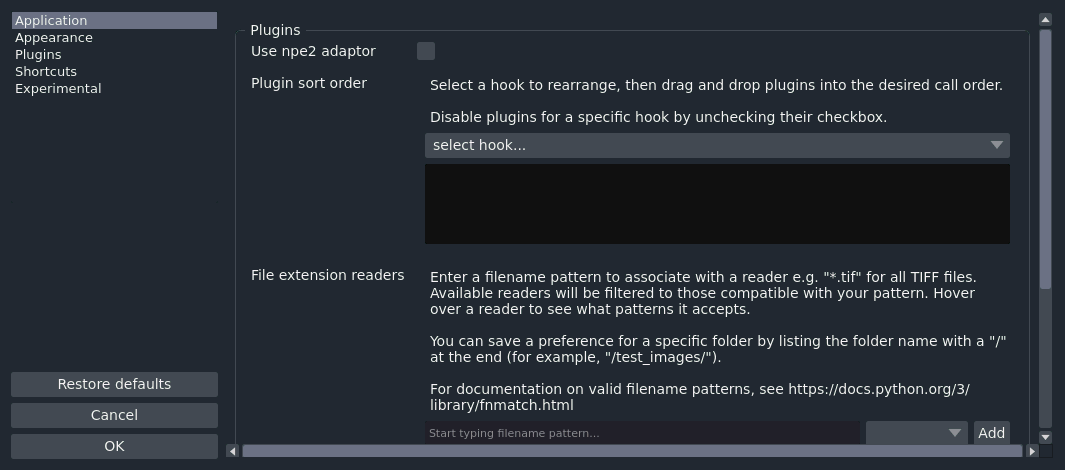 Application
Appearance
Plugins
Shortcuts
Experimental
Restore defaults
Cancel
OK
Plugins
Use npe2 adaptor
Plugin sort order
Select a hook to rearrange, then drag and drop plugins into the desired call order.
Disable plugins for a specific hook by unchecking their checkbox.
select hook...
File extension readers
Enter a filename pattern to associate with a reader e.g. "*.tif" for all TIFF files.
Available readers will be filtered to those compatible with your pattern. Hover
over a reader to see what patterns it accepts.
You can save a preference for a specific folder by listing the folder name with a "/"
at the end (for example, "/test_images/").
For documentation on valid filename patterns, see https://docs.python.org/3/
library/fnmatch.html
Start typing filename pattern...
Add